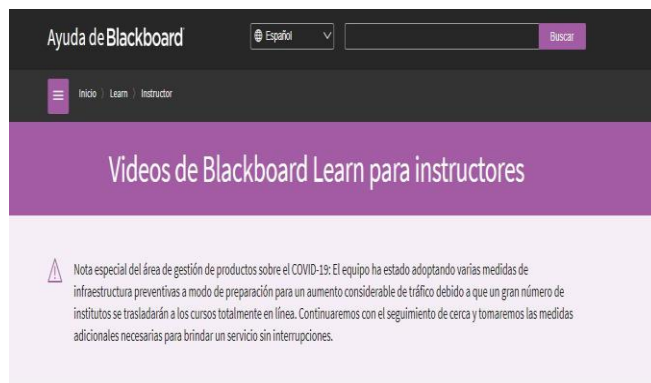 Ayuda de Blackboard
Español
Buscar
Inicio Learn Instructor
Videos de Blackboard Learn para instructores
Nota especial del área de gestión de productos sobre el COVID-19: El equipo ha estado adoptando varias medidas de
infraestructura preventivas a modo de preparación para un aumento considerable de tráfico debido a que un gran número de
institutos se trasladarán a los cursos totalmente en línea. Continuaremos con el seguimiento de cerca y tomaremos las medidas
adicionales necesarias para brindar un servicio sin interrupciones.